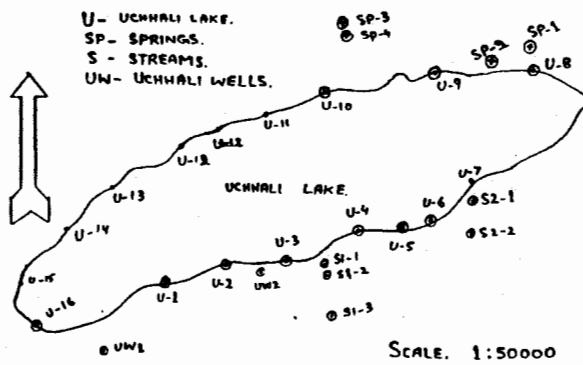 U- UCHHALI LAKE.
SP- SPRINGS.
S - STREAMS.
UW- UCHHALI WELLS.
SP-3
SP-4
SP-1
SP-2
U-8
U-9
U-10
U-11
U-12
U-12
U-13
U-14
U-15
U-16
UCHHALI LAKE.
U-7
S2-1
U-6
S2-2
U-4
U-5
U-3
S1-1
S1-2
UW2
U-2
U-1
S1-3
UW2
SCALE. 1:50000